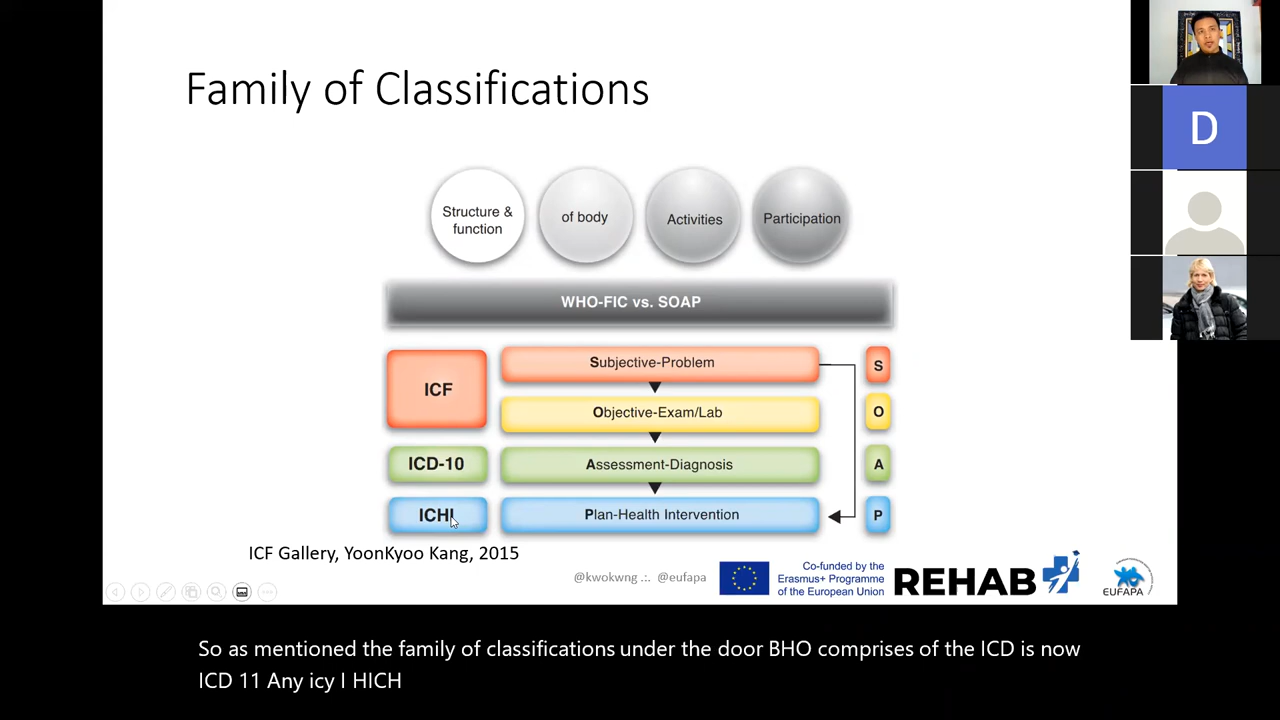 Family of Classifications
D
Structure &
function
of body
Activities
Participation
WHO-FIC vs. SOAP
ICF
Subjective-Problem
S
Objective-Exam/Lab
O
ICD-10
Assessment-Diagnosis
A
ICHI
Plan-Health Intervention
P
ICF Gallery, YoonKyoo Kang, 2015
@kwokwng .:. @eufapa
Co-funded by the
Erasmus+ Programme
of the European Union
REHAB
EUFAPA
So as mentioned the family of classifications under the door BHO comprises of the ICD is now
ICD 11 Any icy I HICH